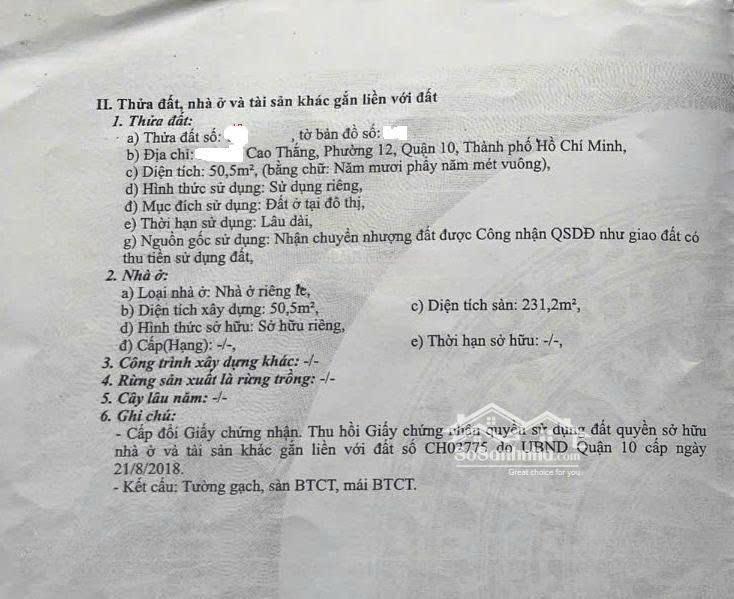 II. Thửa đất, nhà ở và tài sản khác gắn liền với đất
1. Thửa đất:
a) Thửa đất số: , tờ bản đồ số:
b) Địa chỉ: Cao Thắng, Phường 12, Quận 10, Thành phố Hồ Chí Minh,
c) Diện tích: 50,5m², (bằng chữ: Năm mươi phẩy năm mét vuông),
d) Hình thức sử dụng: Sử dụng riêng,
đ) Mục đích sử dụng: Đất ở tại đô thị,
e) Thời hạn sử dụng: Lâu dài,
g) Nguồn gốc sử dụng: Nhận chuyển nhượng đất được Công nhận QSDĐ như giao đất có
thu tiền sử dụng đất,
2. Nhà ở:
a) Loại nhà ở: Nhà ở riêng lẻ,
b) Diện tích xây dựng: 50,5m², c) Diện tích sàn: 231,2m²,
d) Hình thức sở hữu: Sở hữu riêng,
đ) Cấp(Hạng): -/-, e) Thời hạn sở hữu: -/-,
3. Công trình xây dựng khác: -/-
4. Rừng sản xuất là rừng trồng: -/-
5. Cây lâu năm: -/-
6. Ghi chú:
- Cấp đổi Giấy chứng nhận. Thu hồi Giấy chứng nhận quyền sử dụng đất quyền sở hữu
nhà ở và tài sản khác gắn liền với đất số CH02775 do UBND Quận 10 cấp ngày
21/8/2018.
Great choice for you
- Kết cấu: Tường gạch, sàn BTCT, mái BTCT.